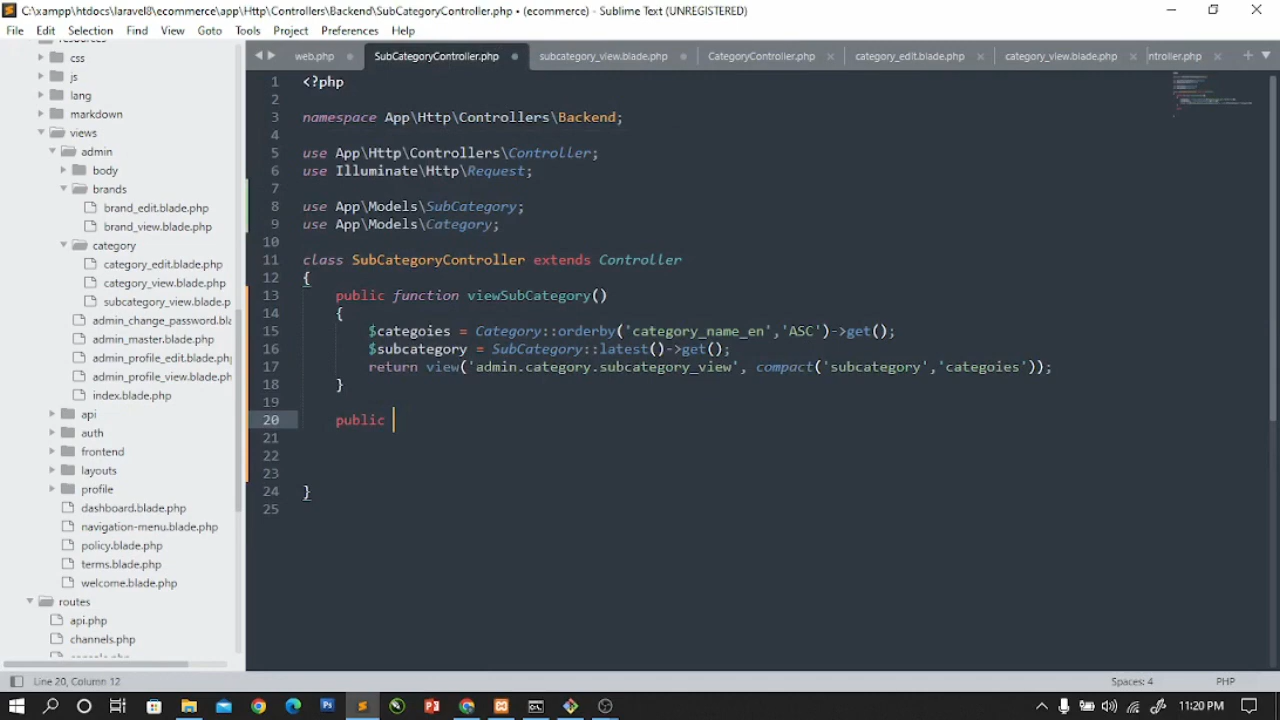 C:\xampp\htdocs\laravel8\ecommerce\app\Http\Controllers\Backend\SubCategoryController.php • (ecommerce) - Sublime Text (UNREGISTERED)
File Edit Selection Find View Goto Tools Project Preferences Help
web.php SubCategoryController.php subcategory_view.blade.php CategoryController.php category_edit.blade.php category_view.blade.php ntroller.php
css
js
lang
markdown
views
admin
body
brands
brand_edit.blade.php
brand_view.blade.php
category
category_edit.blade.php
category_view.blade.php
subcategory_view.blade.p
admin_change_password.bla
admin_master.blade.php
admin_profile_edit.blade.php
admin_profile_view.blade.ph
index.blade.php
api
auth
frontend
layouts
profile
dashboard.blade.php
navigation-menu.blade.php
policy.blade.php
terms.blade.php
welcome.blade.php
routes
api.php
channels.php
1 <?php
2
3 namespace App\Http\Controllers\Backend;
4
5 use App\Http\Controllers\Controller;
6 use Illuminate\Http\Request;
7
8 use App\Models\SubCategory;
9 use App\Models\Category;
10
11 class SubCategoryController extends Controller
12 {
13 public function viewSubCategory()
14 {
15 $categoies = Category::orderby('category_name_en','ASC')->get();
16 $subcategory = SubCategory::latest()->get();
17 return view('admin.category.subcategory_view', compact('subcategory','categoies'));
18 }
19
20 public
21
22
23
24 }
25
Line 20, Column 12 Spaces: 4 PHP
11:20 PM